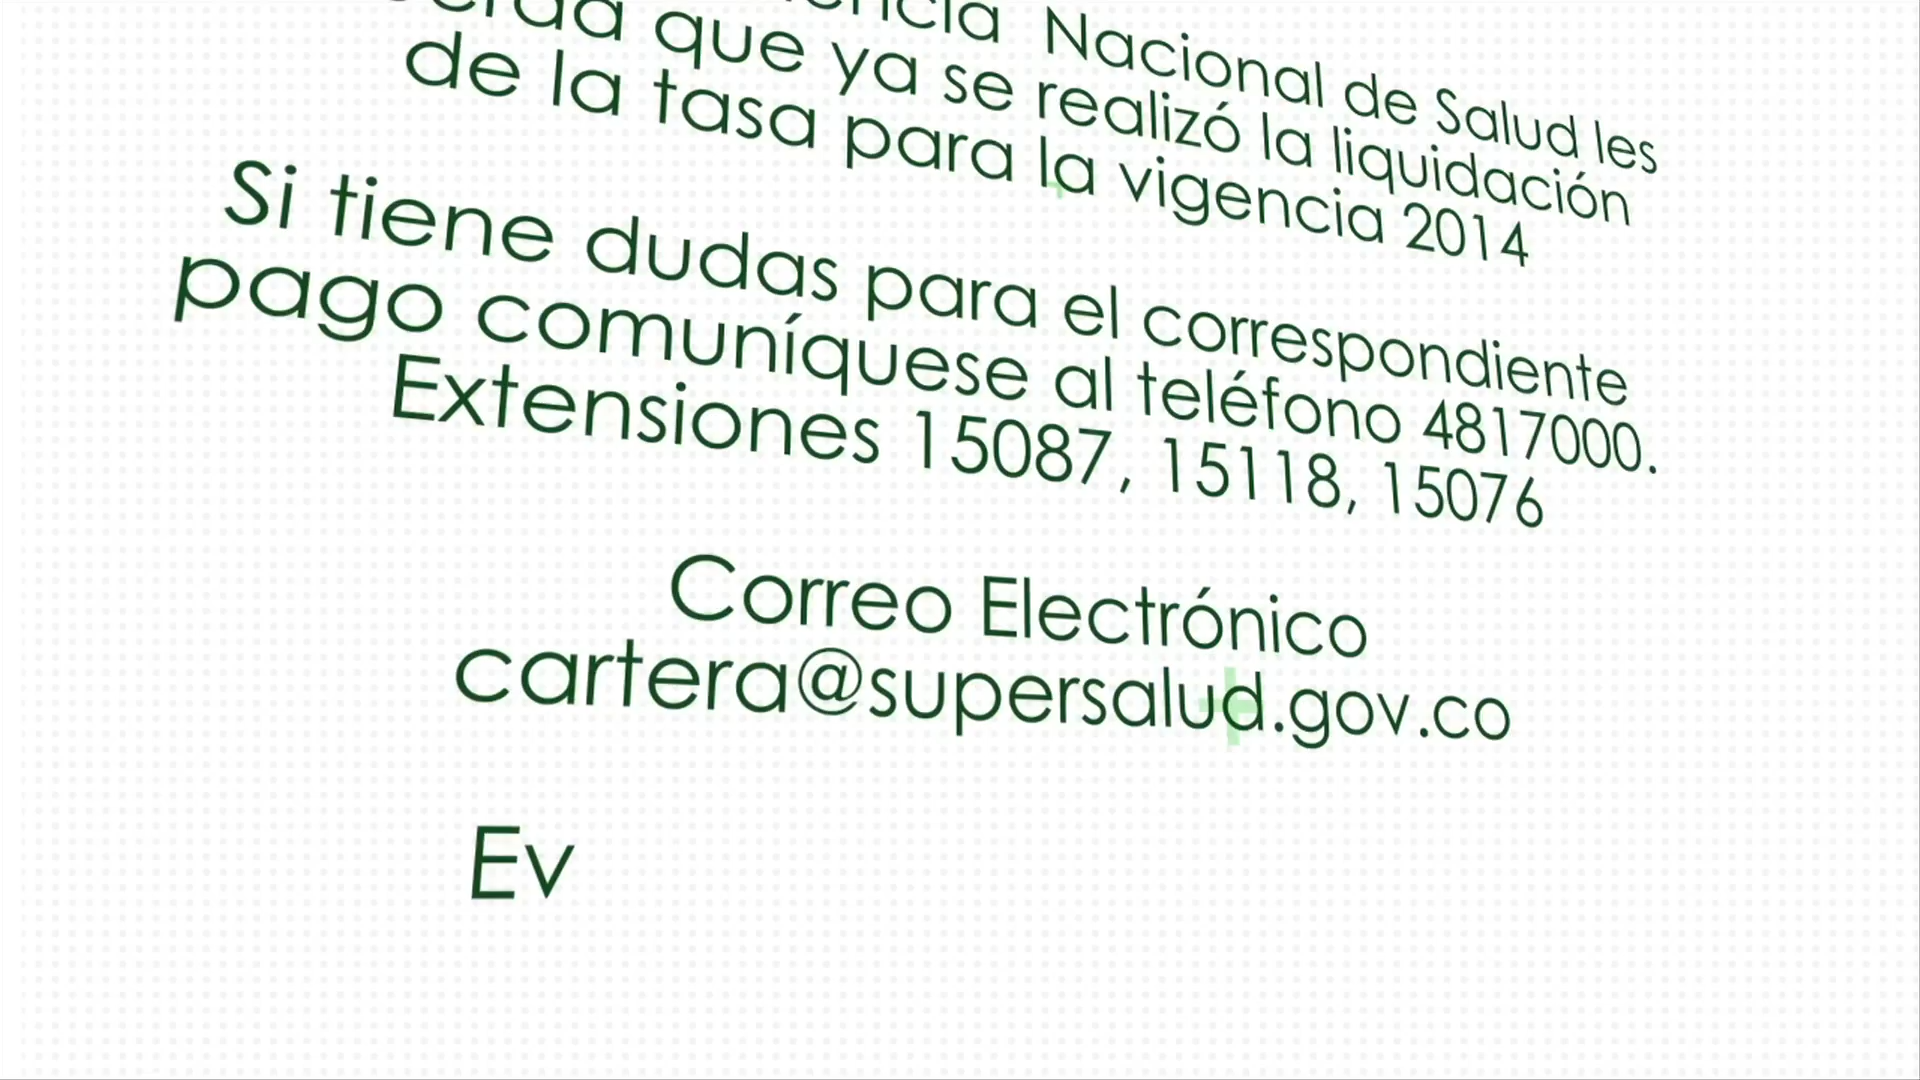 Nacional de Salud les
que ya se realizó la liquidación
de la tasa para la vigencia 2014
Si tiene dudas para el correspondiente
pago comuníquese al teléfono 4817000.
Extensiones 15087, 15118, 15076
Correo Electrónico
cartera@supersalud.gov.co
Ev